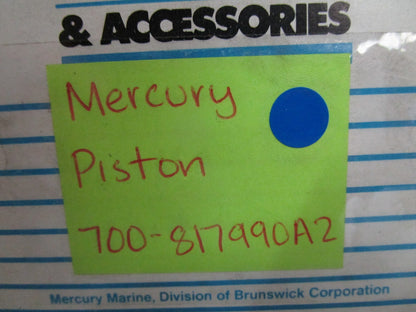 & ACCESSORIES
Mercury
Piston
700-817990A2
Mercury Marine, Division of Brunswick Corporation